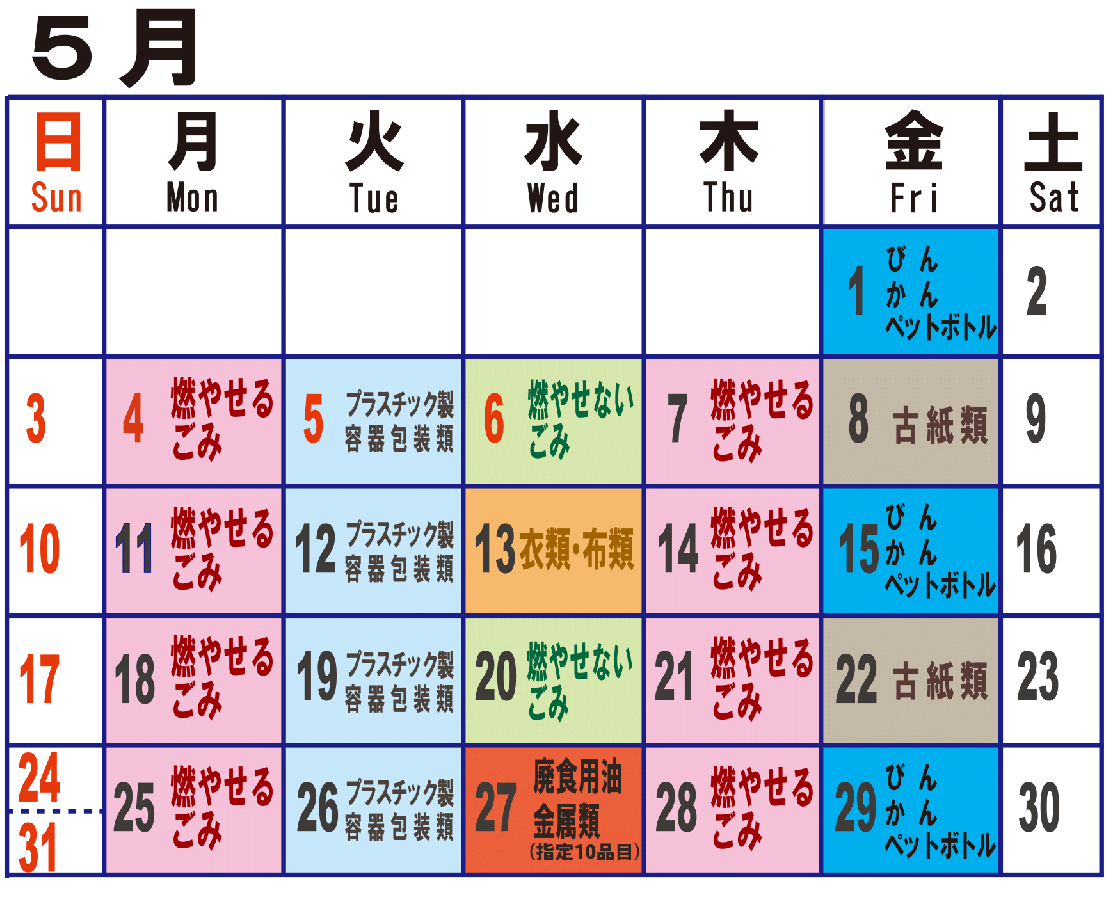 5月
日 月 火 水 木 金 土
Sun Mon Tue Wed Thu Fri Sat
1 びん
かん
ペットボトル
2
3
4 燃やせる
ごみ
5 プラスチック製
容器包装類
6 燃やせない
ごみ
7 燃やせる
ごみ
8 古紙類
9
10
11 燃やせる
ごみ
12 プラスチック製
容器包装類
13 衣類・布類
14 燃やせる
ごみ
15 びん
かん
ペットボトル
16
17
18 燃やせる
ごみ
19 プラスチック製
容器包装類
20 燃やせない
ごみ
21 燃やせる
ごみ
22 古紙類
23
24
31
25 燃やせる
ごみ
26 プラスチック製
容器包装類
27 廃食用油
金属類
(指定10品目)
28 燃やせる
ごみ
29 びん
かん
ペットボトル
30